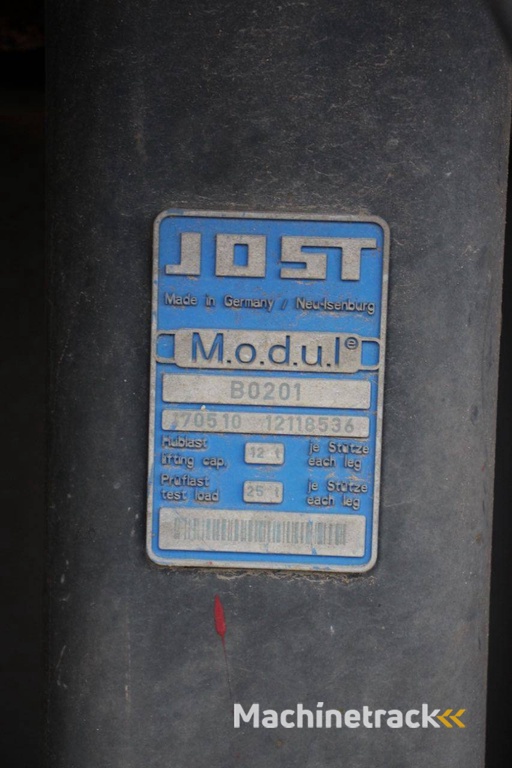 JOST
Made in Germany / Neu-Isenburg
M.o.d.u.l ®
B0201
170510 12118536
Hublast 12 t je Stütze
lifting cap. each leg
Prüflast 25 t je Stütze
test load each leg
Machinetrack